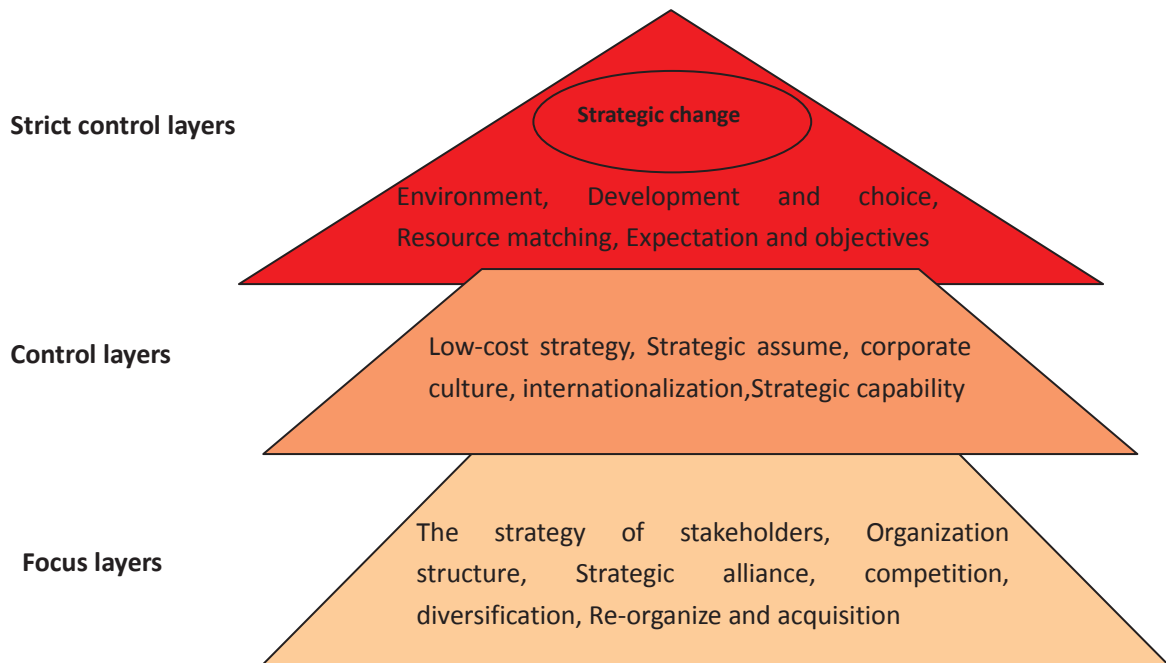 Strategic change
Strict control layers
Environment, Development and choice,
Resource matching, Expectation and objectives
Low-cost strategy, Strategic assume, corporate
Control layers
culture, internationalization,Strategic capability
The strategy of stakeholders, Organization
Focus layers
structure, Strategic alliance, competition,
diversification, Re-organize and acquisition